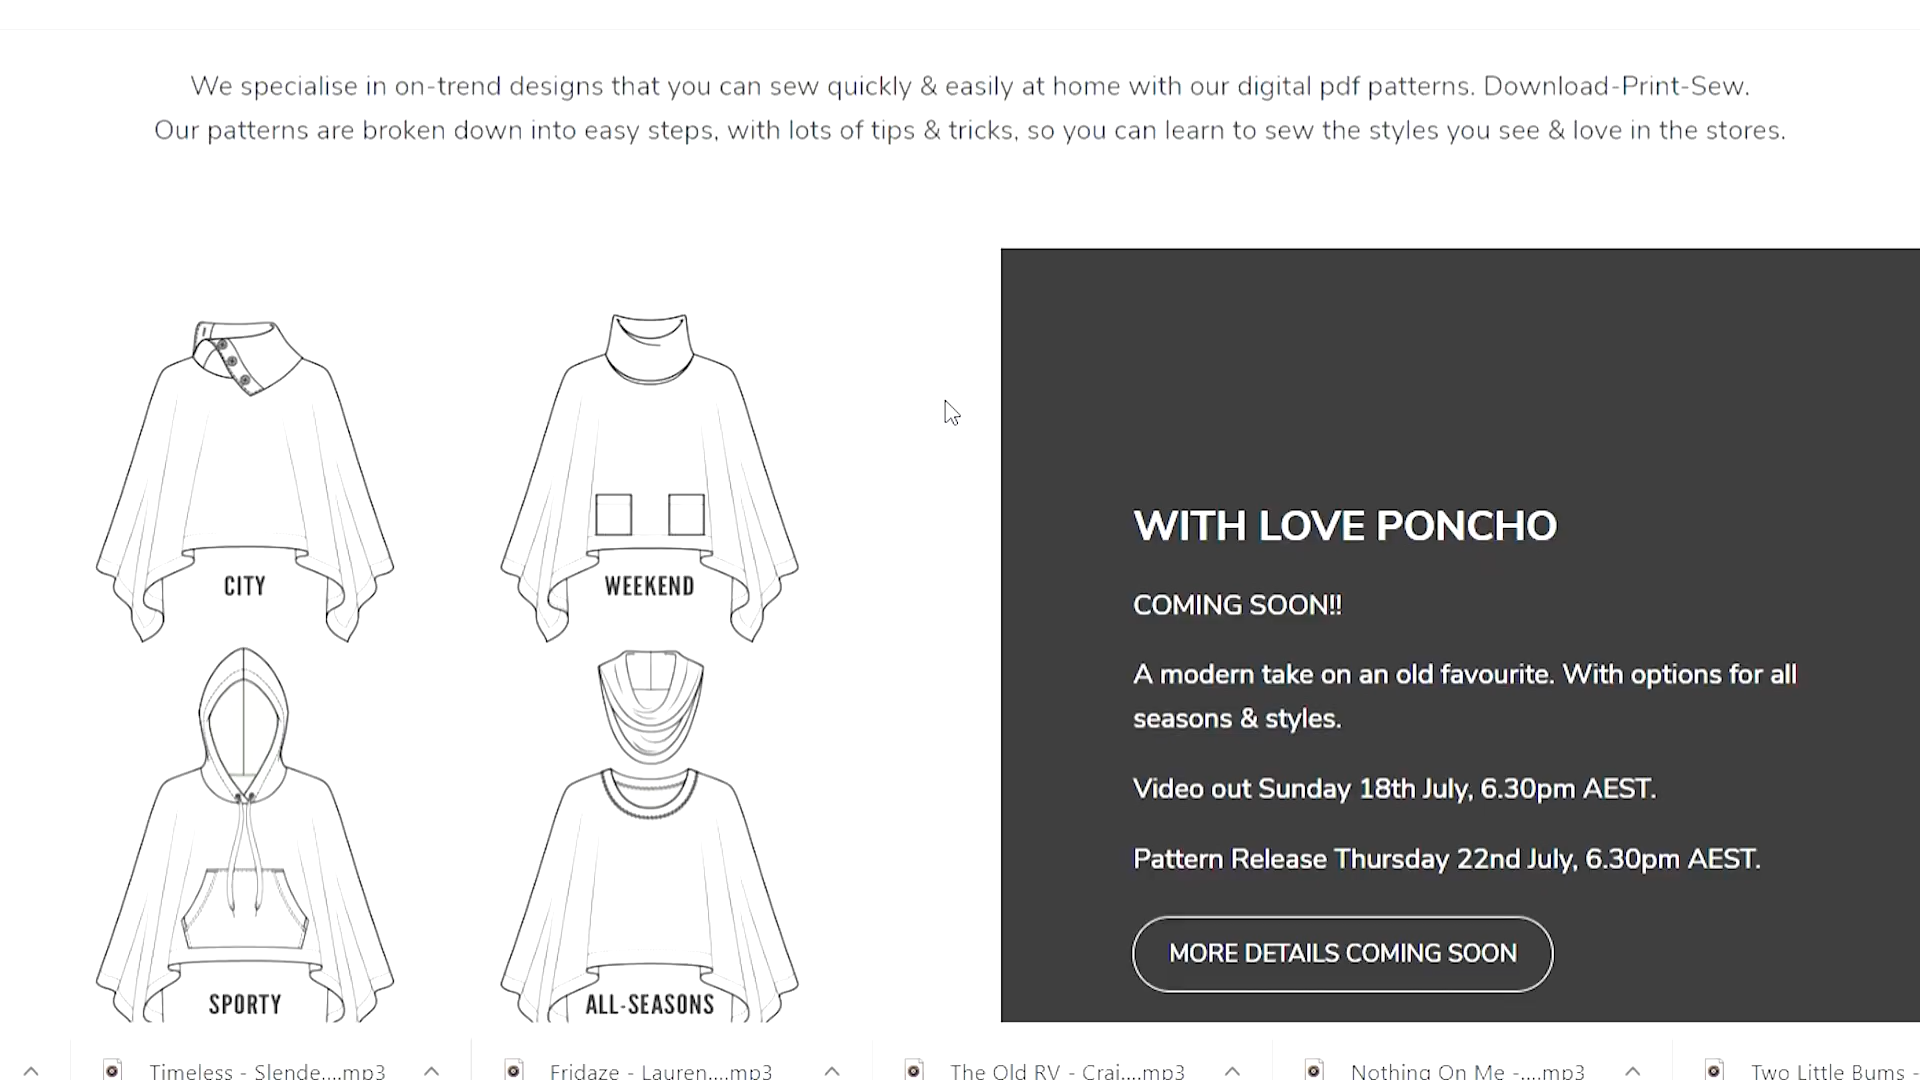 We specialise in on-trend designs that you can sew quickly & easily at home with our digital pdf patterns. Download-Print-Sew.
Our patterns are broken down into easy steps, with lots of tips & tricks, so you can learn to sew the styles you see & love in the stores.
CITY
WEEKEND
SPORTY
ALL-SEASONS
WITH LOVE PONCHO
COMING SOON!!
A modern take on an old favourite. With options for all
seasons & styles.
Video out Sunday 18th July, 6.30pm AEST.
Pattern Release Thursday 22nd July, 6.30pm AEST.
MORE DETAILS COMING SOON
Timeless - Slende....mp3
Fridaze - Lauren....mp3
The Old RV - Crai....mp3
Nothing On Me -....mp3
Two Little Bums -